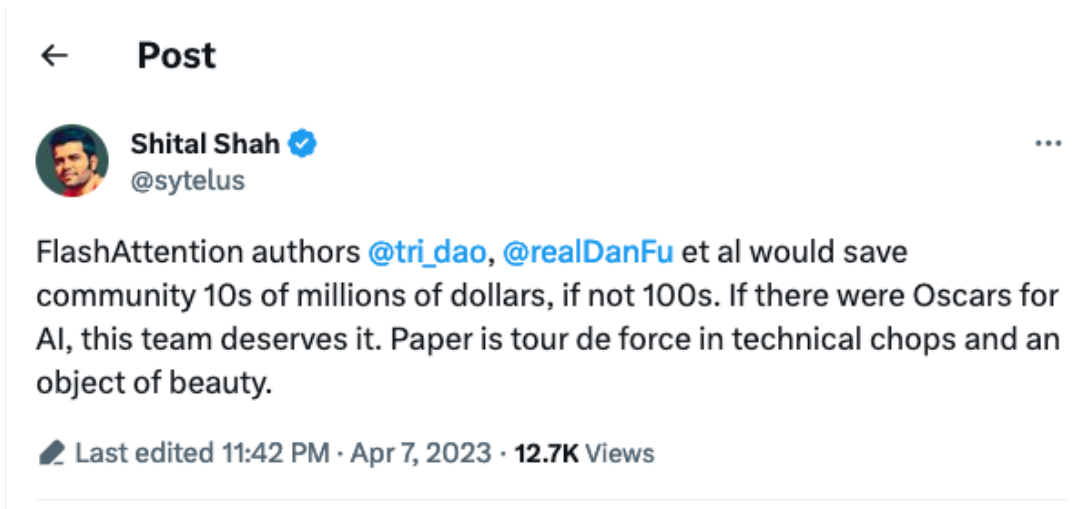 Post
Shital Shah
@sytelus
FlashAttention authors @tri_dao, @realDanFu et al would save
community 10s of millions of dollars, if not 100s. If there were Oscars for
AI, this team deserves it. Paper is tour de force in technical chops and an
object of beauty.
Last edited 11:42 PM · Apr 7, 2023 · 12.7K Views